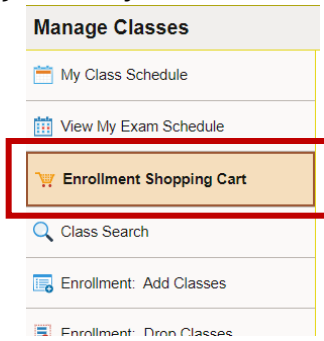 Manage Classes
My Class Schedule
View My Exam Schedule
Enrollment Shopping Cart
Class Search
Enrollment: Add Classes
Enrollment: Drop Classes